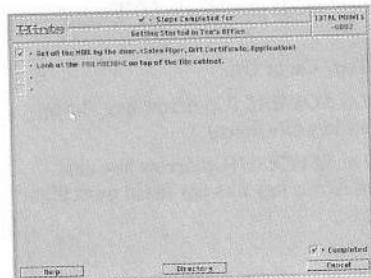 Hints
✓ - Steps Completed for
Getting Started in Tom's Office
TOTAL POINTS
✓ - Get all the MAIL by the door. (Sales Flyer, Gift Certificate, Application)
- Look at the on top of the file cabinet.
-
-
✓ = Completed
Help
Directory
Cancel